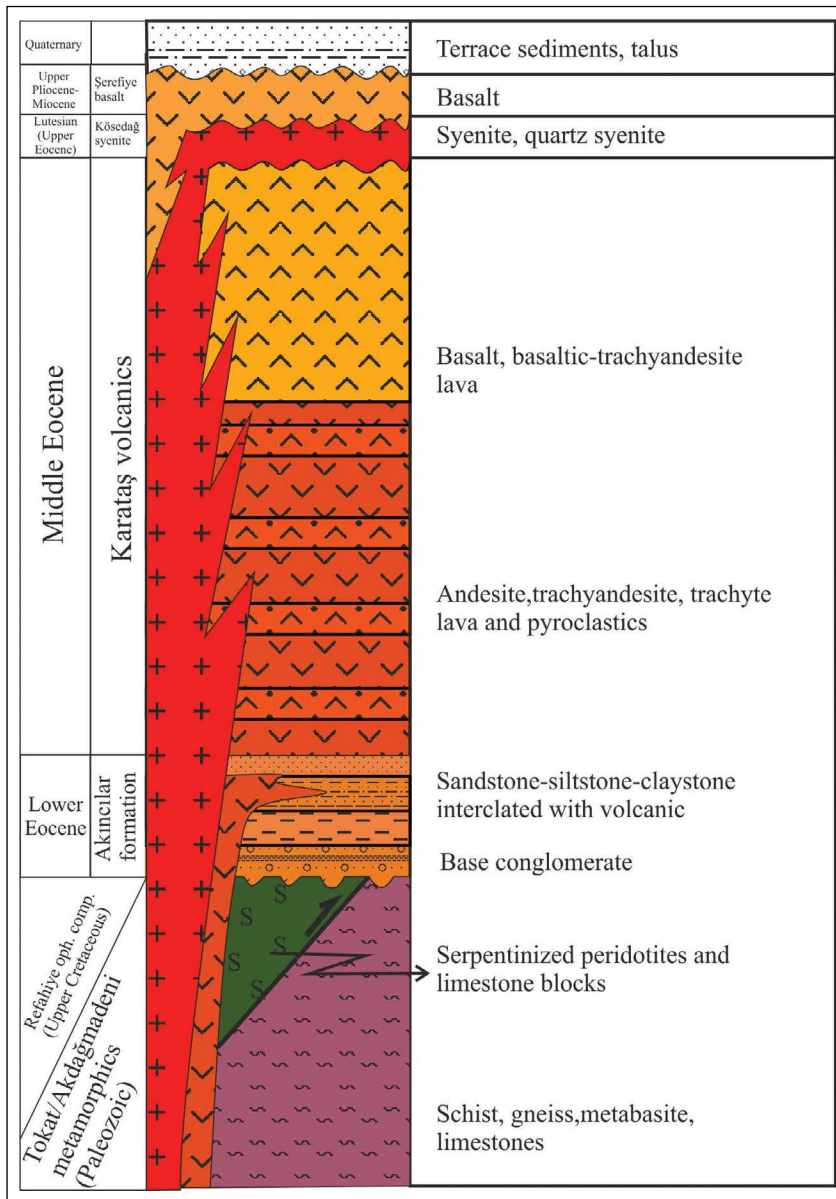 Quaternary
Terrace sediments, talus
Upper
Pliocene-
Miocene
Şerefiye
basalt
Basalt
Lutesian
(Upper
Eocene)
Kösedağ
syenite
Syenite, quartz syenite
Middle Eocene
Karataş volcanics
Basalt, basaltic-trachyandesite
lava
Andesite,trachyandesite, trachyte
lava and pyroclastics
Lower
Eocene
Akıncılar
formation
Sandstone-siltstone-claystone
interclated with volcanic
Base conglomerate
Refahiye oph. comp.
(Upper Cretaceous)
S
S
S
S
S
Serpentinized peridotites and
limestone blocks
Tokat/Akdağmadeni
metamorphics
(Paleozoic)
Schist, gneiss,metabasite,
limestones